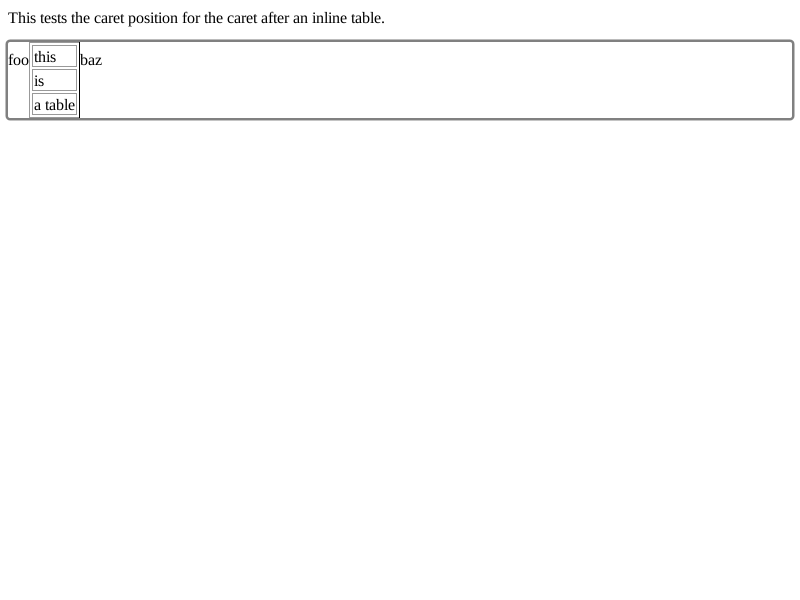 This tests the caret position for the caret after an inline table.
foo this baz
is
a table